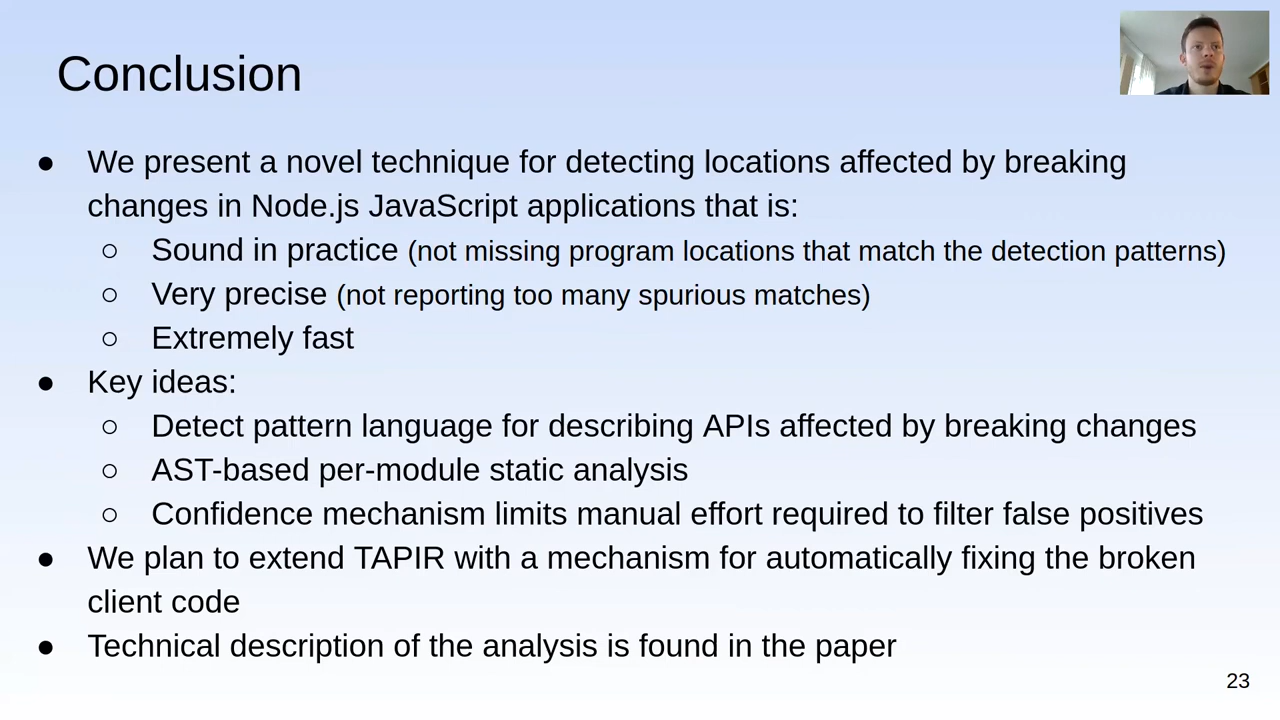 Conclusion
● We present a novel technique for detecting locations affected by breaking
changes in Node.js JavaScript applications that is:
○ Sound in practice (not missing program locations that match the detection patterns)
○ Very precise (not reporting too many spurious matches)
○ Extremely fast
● Key ideas:
○ Detect pattern language for describing APIs affected by breaking changes
○ AST-based per-module static analysis
○ Confidence mechanism limits manual effort required to filter false positives
● We plan to extend TAPIR with a mechanism for automatically fixing the broken
client code
● Technical description of the analysis is found in the paper
23